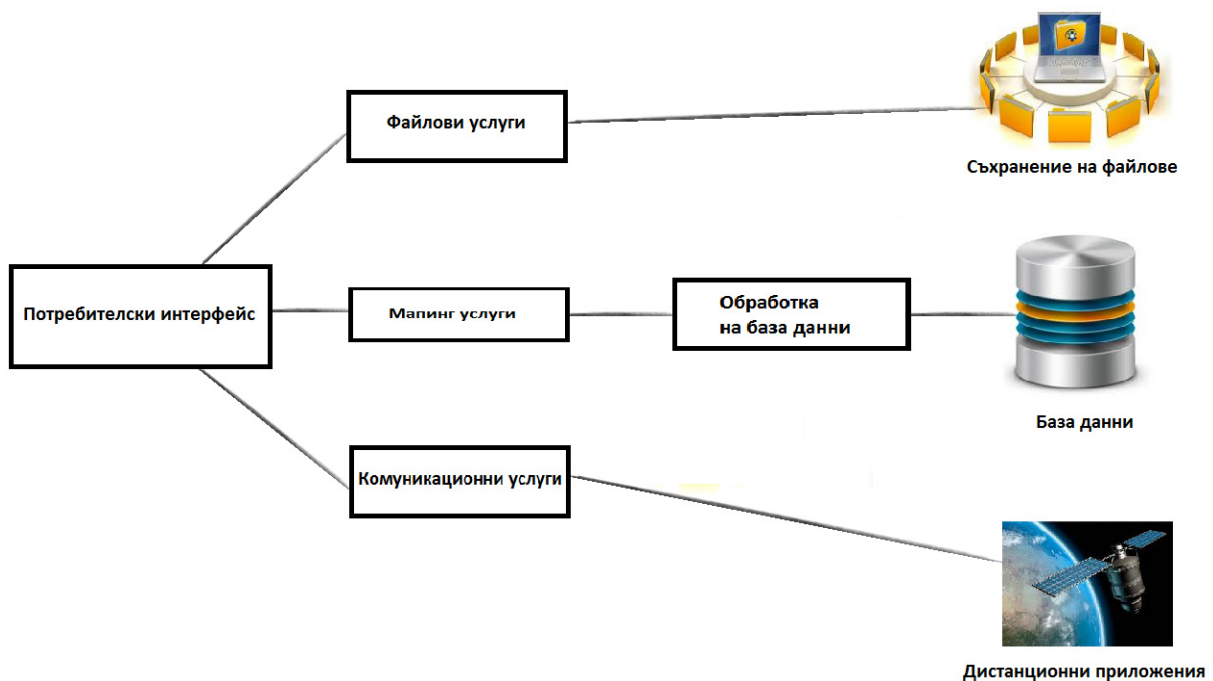 Файлови услуги
Съхранение на файлове
Потребителски интерфейс
Мапинг услуги
Обработка
на база данни
База данни
Комуникационни услуги
Дистанционни приложения